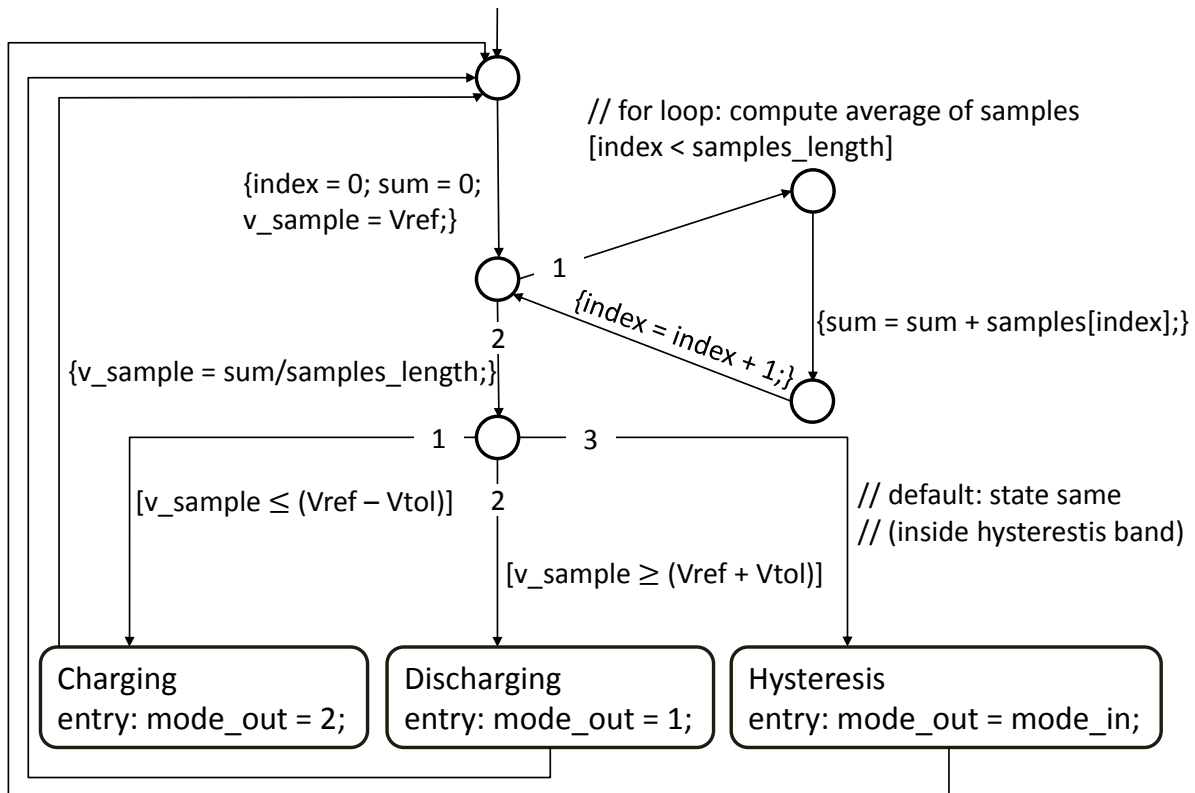 // for loop: compute average of samples
[index < samples_length]
{index = 0; sum = 0;
v_sample = Vref;}
1
{index = index + 1;}
{sum = sum + samples[index];}
2
{v_sample = sum/samples_length;}
1
3
[v_sample ≤ (Vref – Vtol)]
2
// default: state same
// (inside hysterestis band)
[v_sample ≥ (Vref + Vtol)]
Charging
entry: mode_out = 2;
Discharging
entry: mode_out = 1;
Hysteresis
entry: mode_out = mode_in;